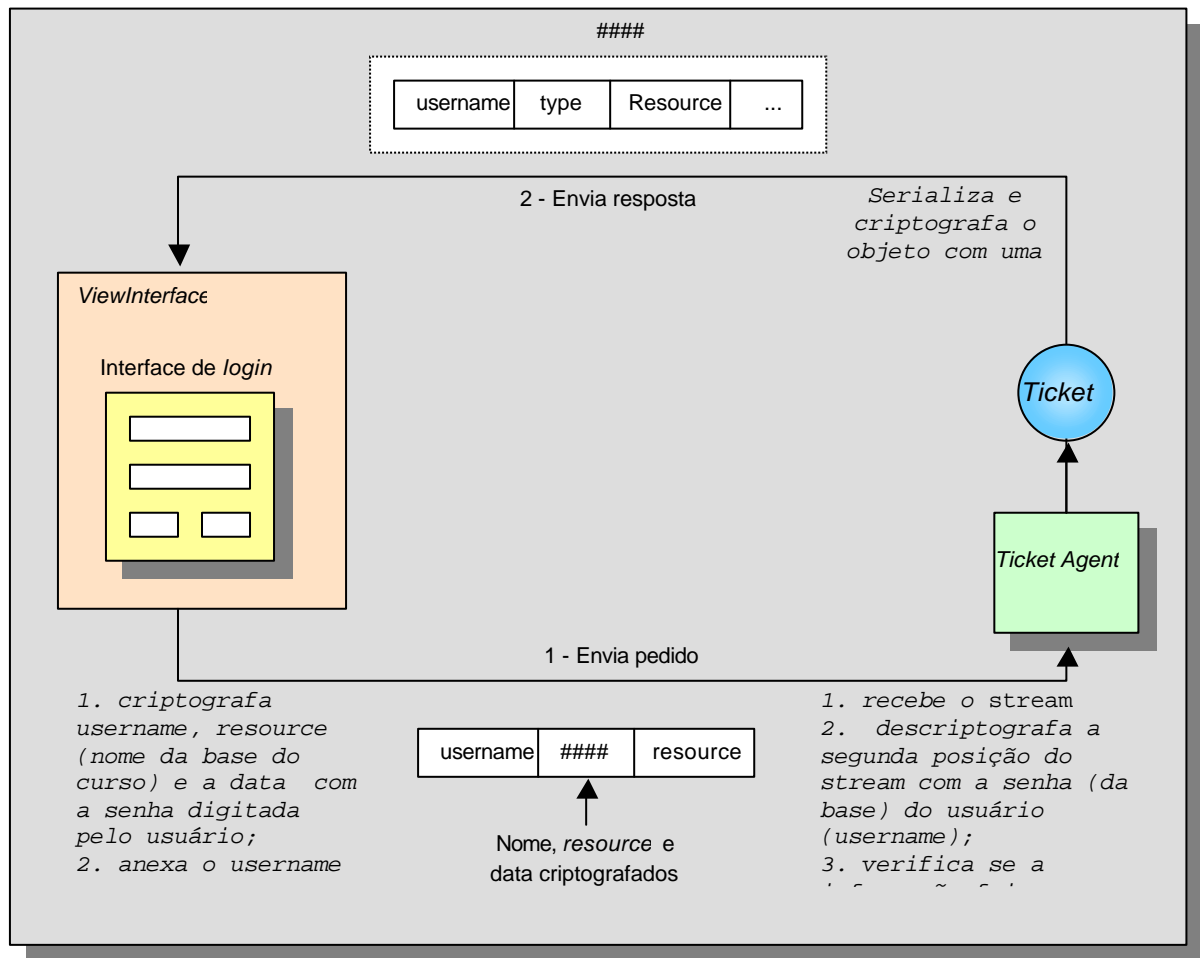 ####
username type Resource ...
2 - Envia resposta
Serializa e
criptografa o
objeto com uma
ViewInterface
Interface de login
Ticket
Ticket Agent
1 - Envia pedido
1. criptografa
username, resource
(nome da base do
curso) e a data com
a senha digitada
pelo usuário;
2. anexa o username
username #### resource
Nome, resource e
data criptografados
1. recebe o stream
2. descriptografa a
segunda posição do
stream com a senha (da
base) do usuário
(username);
3. verifica se a